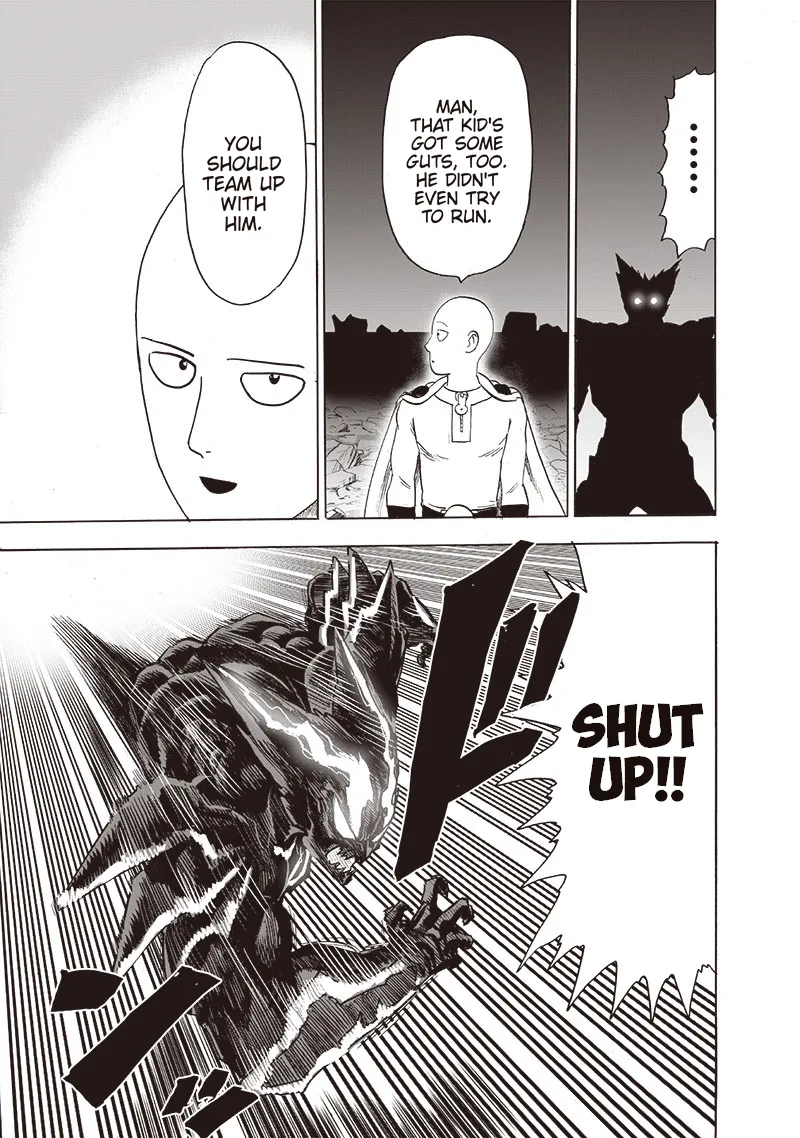 ......
MAN,
THAT KID'S
GOT SOME
GUTS, TOO.
HE DIDN'T
EVEN TRY
TO RUN.
YOU
SHOULD
TEAM UP
WITH
HIM.
SHUT
UP!!
ド!!